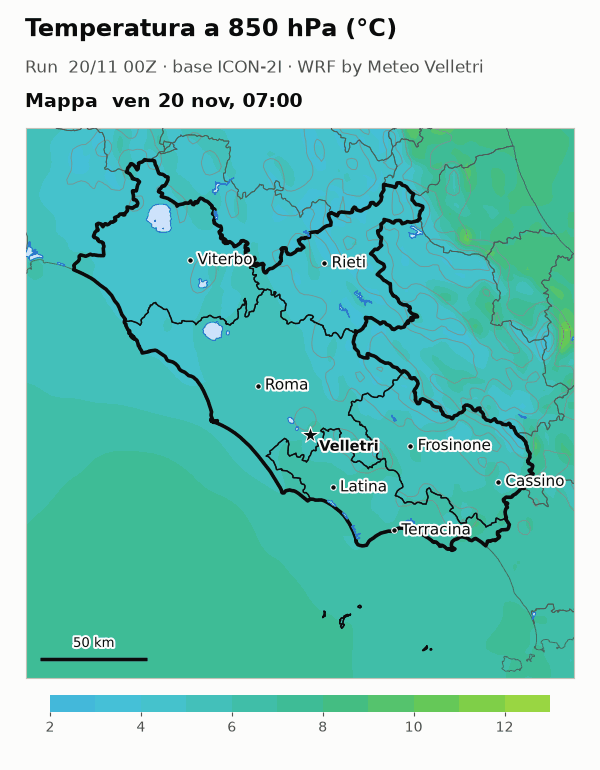 Temperatura a 850 hPa (°C)
Run  20/11 00Z · base ICON-2I · WRF by Meteo Velletri
Mappa  ven 20 nov, 07:00
Viterbo
Rieti
Roma
Velletri
Frosinone
Cassino
Latina
Terracina
50 km
2 4 6 8 10 12